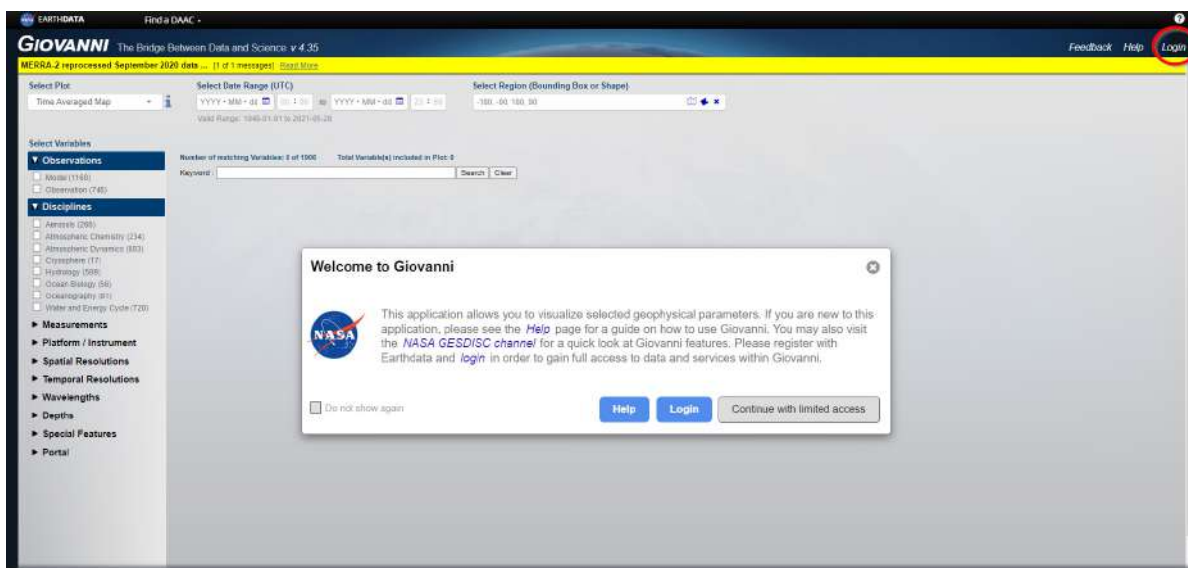 EARTHDATA Find a DAAC
GIOVANNI The Bridge Between Data and Science v 4.35 Feedback Help Login
MERRA-2 reprocessed September 2020 data ... [1 of 1 messages] Read More
Select Plot Select Date Range (UTC) Select Region (Bounding Box or Shape)
Time Averaged Map YYYY - MM - dd to YYYY - MM - dd -180, -90, 180, 90
Valid Range: to 2021-05-28
Select Variables
Observations Number of matching Variables: 0 of 1906 Total Variable(s) included in Plot: 0
Keyword : Search Clear
Model (1160)
Observation (746)
Disciplines
Aerosols
Atmospheric Chemistry (234)
Atmospheric Dynamics
Cryosphere (17)
Hydrology
Ocean Biology
Oceanography
Water and Energy Cycle (720)
Measurements
Platform / Instrument
Spatial Resolutions
Temporal Resolutions
Wavelengths
Depths
Special Features
Portal
Welcome to Giovanni
NASA
This application allows you to visualize selected geophysical parameters. If you are new to this
application, please see the Help page for a guide on how to use Giovanni. You may also visit
the NASA GESDISC channel for a quick look at Giovanni features. Please register with
Earthdata and login in order to gain full access to data and services within Giovanni.
Do not show again Help Login Continue with limited access